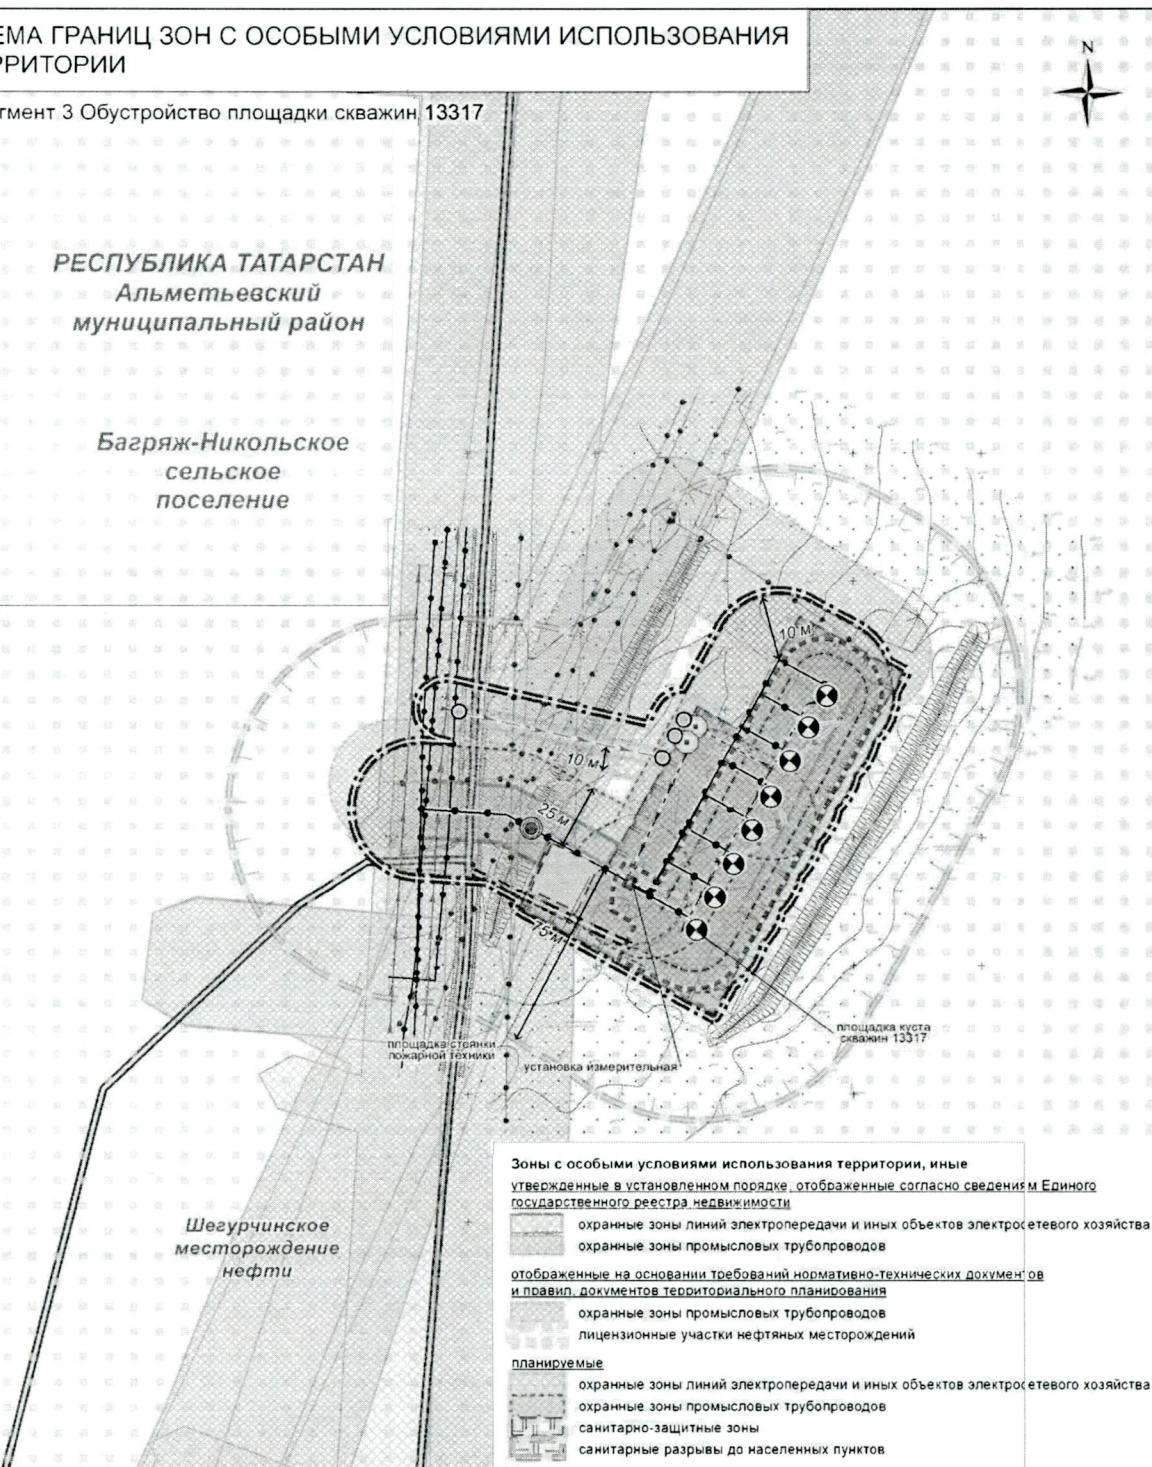 ЕМА ГРАНИЦ ЗОН С ОСОБЫМИ УСЛОВИЯМИ ИСПОЛЬЗОВАНИЯ
РРИТОРИИ
гмент 3 Обустройство площадки скважин 13317
N
РЕСПУБЛИКА ТАТАРСТАН
Альметьевский
муниципальный район
Багряж-Никольское
сельское
поселение
10 м
10 м
25 м
75 м
площадка куста
скважин 13317
площадка стоянки
пожарной техники
установка измерительная
Шегурчинское
месторождение
нефти
Зоны с особыми условиями использования территории, иные
утвержденные в установленном порядке, отображенные согласно сведениям Единого
государственного реестра недвижимости
охранные зоны линий электропередачи и иных объектов электросетевого хозяйства
охранные зоны промысловых трубопроводов
отображенные на основании требований нормативно-технических документов
и правил, документов территориального планирования
охранные зоны промысловых трубопроводов
лицензионные участки нефтяных месторождений
планируемые
охранные зоны линий электропередачи и иных объектов электросетевого хозяйства
охранные зоны промысловых трубопроводов
санитарно-защитные зоны
санитарные разрывы до населенных пунктов